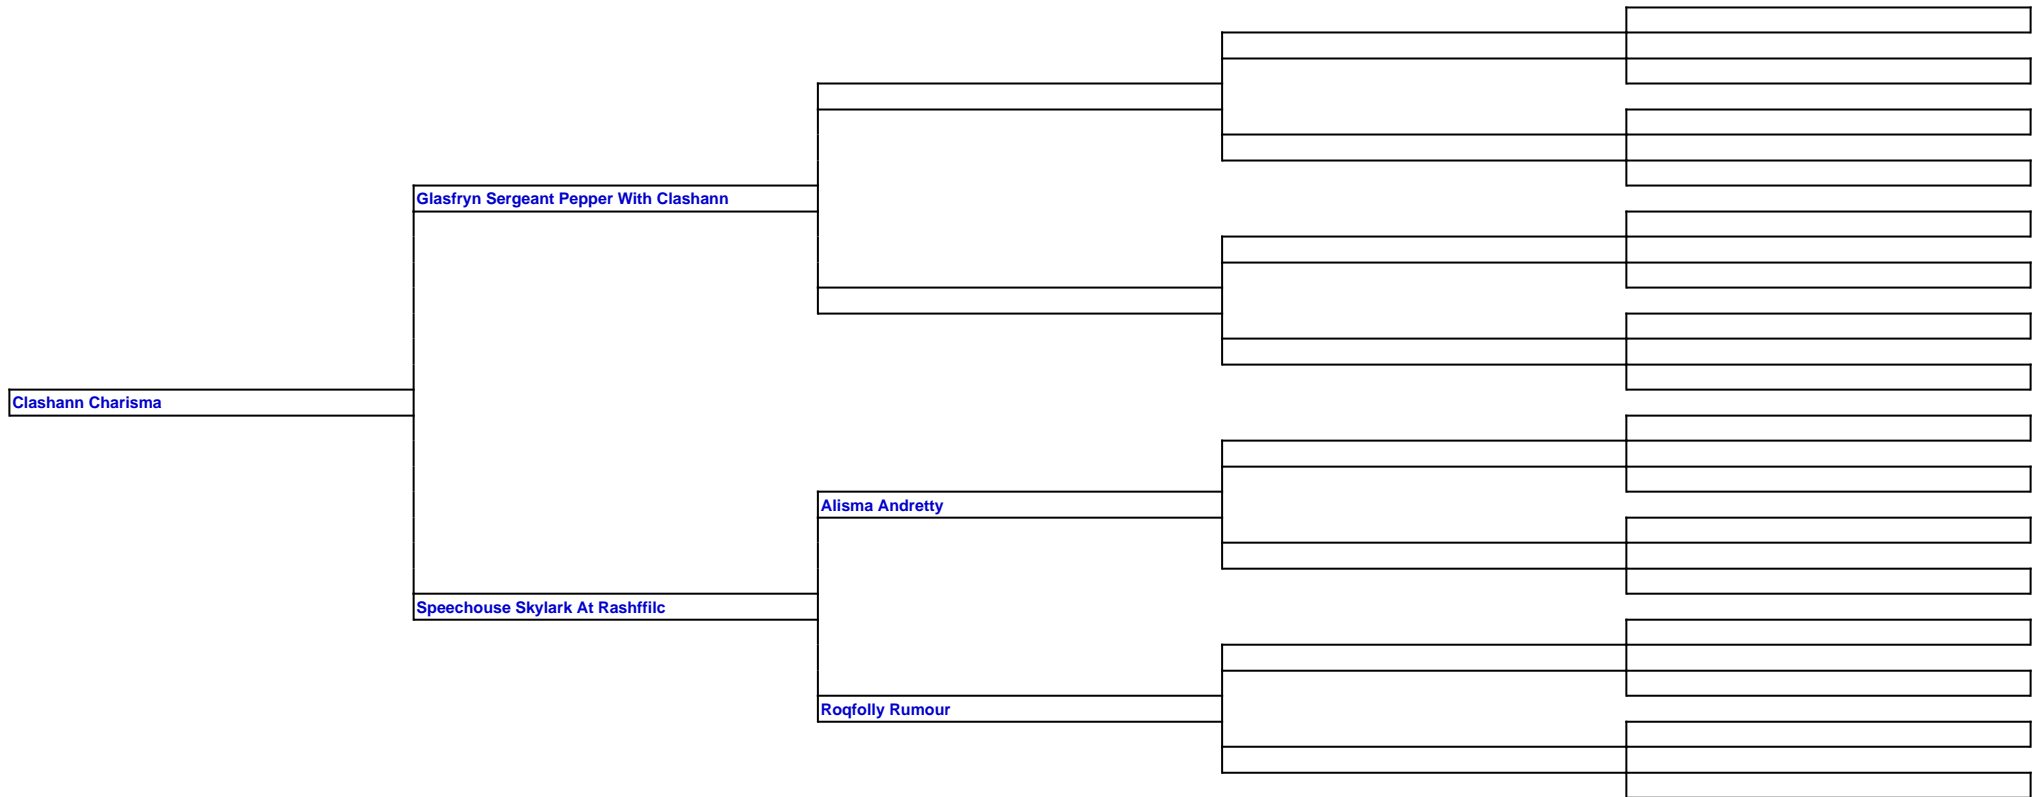 Glasfryn Sergeant Pepper With Clashann
Clashann Charisma
Alisma Andretty
Speechouse Skylark At Rashffilc
Roqfolly Rumour